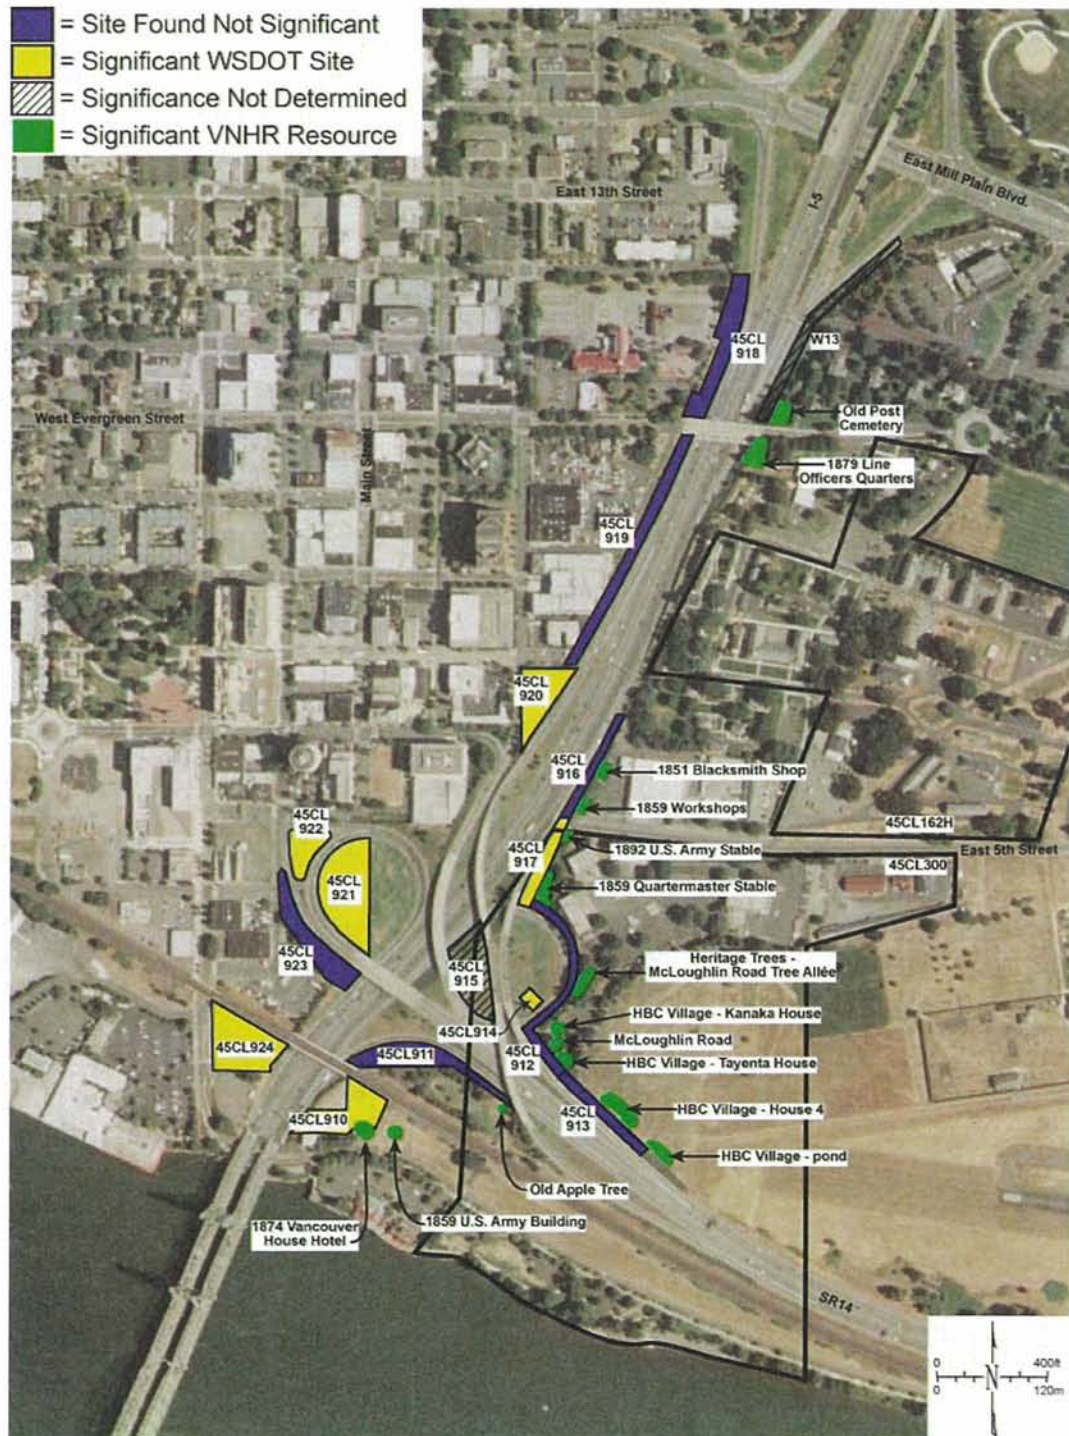 = Site Found Not Significant
= Significant WSDOT Site
= Significance Not Determined
= Significant VNHR Resource
East 13th Street
I-5
East Mill Plain Blvd.
45CL
918
W13
Old Post
Cemetery
West Evergreen Street
Main Street
1879 Line
Officers Quarters
45CL
919
45CL
920
45CL
916
1851 Blacksmith Shop
1859 Workshops
45CL162H
45CL
922
45CL
917
1892 U.S. Army Stable
East 5th Street
45CL300
45CL
921
1859 Quartermaster Stable
45CL
923
45CL
915
Heritage Trees -
McLoughlin Road Tree Allée
45CL914
HBC Village - Kanaka House
45CL924
45CL911
45CL
912
McLoughlin Road
HBC Village - Tayenta House
45CL910
45CL
913
HBC Village - House 4
HBC Village - pond
Old Apple Tree
1859 U.S. Army Building
1874 Vancouver
House Hotel
SR14
0 400ft
N
0 120m